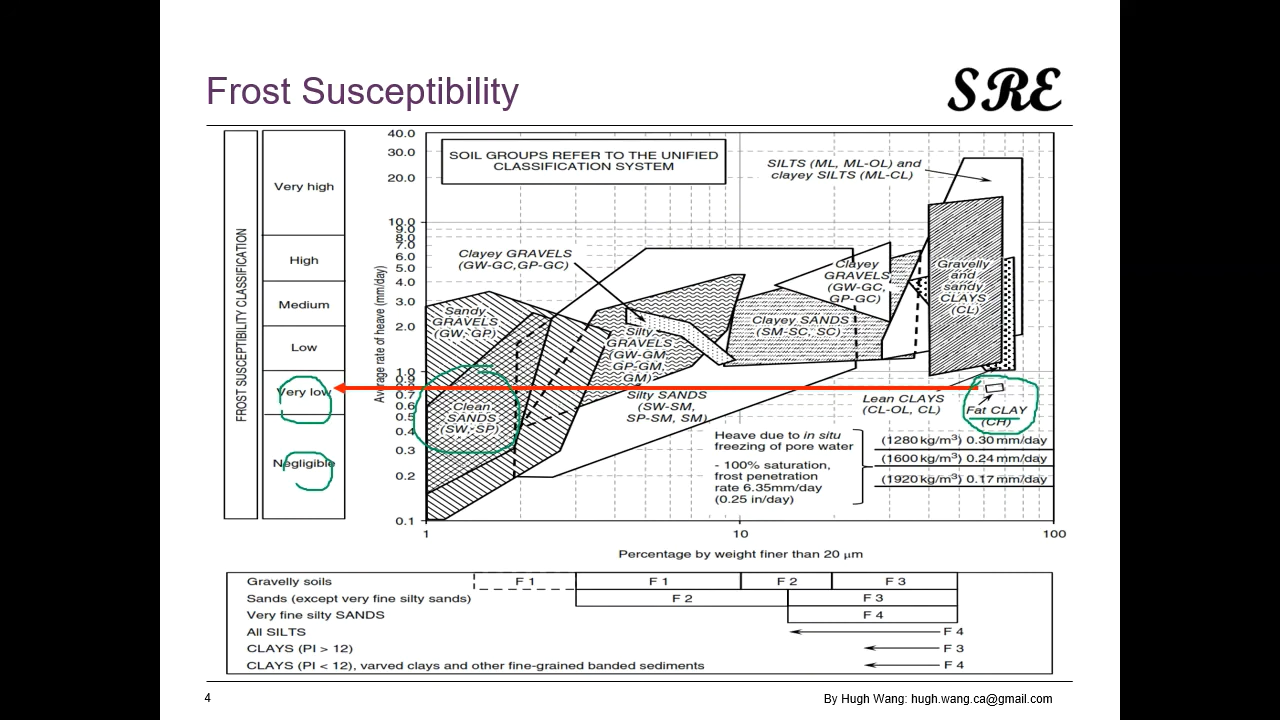 Frost Susceptibility
SRE
FROST SUSCEPTIBILITY CLASSIFICATION
Very high
High
Medium
Low
Very low
Negligible
Average rate of heave (mm/day)
40.0
30.0
20.0
10.0
9.0
8.0
7.0
6.0
5.0
4.0
3.0
2.0
1.0
0.9
0.6
0.5
0.4
0.3
0.2
0.1
SOIL GROUPS REFER TO THE UNIFIED
CLASSIFICATION SYSTEM
SILTS (ML, ML-OL) and
clayey SILTS (ML-CL)
Clayey GRAVELS
(GW-GC,GP-GC)
Sandy
GRAVELS
(GW, GP)
Clayey
GRAVELS
(GW-GC,
GP-GC)
Gravelly
and
sandy
CLAYS
(CL)
Clayey SANDS
(SM-SC, SC)
Silty
GRAVELS
(GW-GM
GP-GM,
GM)
Clean
SANDS
(SW, SP)
Silty SANDS
(SW-SM,
SP-SM, SM)
Lean CLAYS
(CL-OL, CL)
Fat CLAY
(CH)
Heave due to in situ
freezing of pore water
- 100% saturation,
frost penetration
rate 6.35mm/day
(0.25 in/day)
(1280 kg/m³) 0.30 mm/day
(1600 kg/m³) 0.24 mm/day
(1920 kg/m³) 0.17 mm/day
1
10
100
Percentage by weight finer than 20 μm
Gravelly soils F 1 F 1 F 2 F 3
Sands (except very fine silty sands) F 2 F 3
Very fine silty SANDS F 4
All SILTS F 4
CLAYS (PI > 12) F 3
CLAYS (PI < 12), varved clays and other fine-grained banded sediments F 4
4
By Hugh Wang: hugh.wang.ca@gmail.com